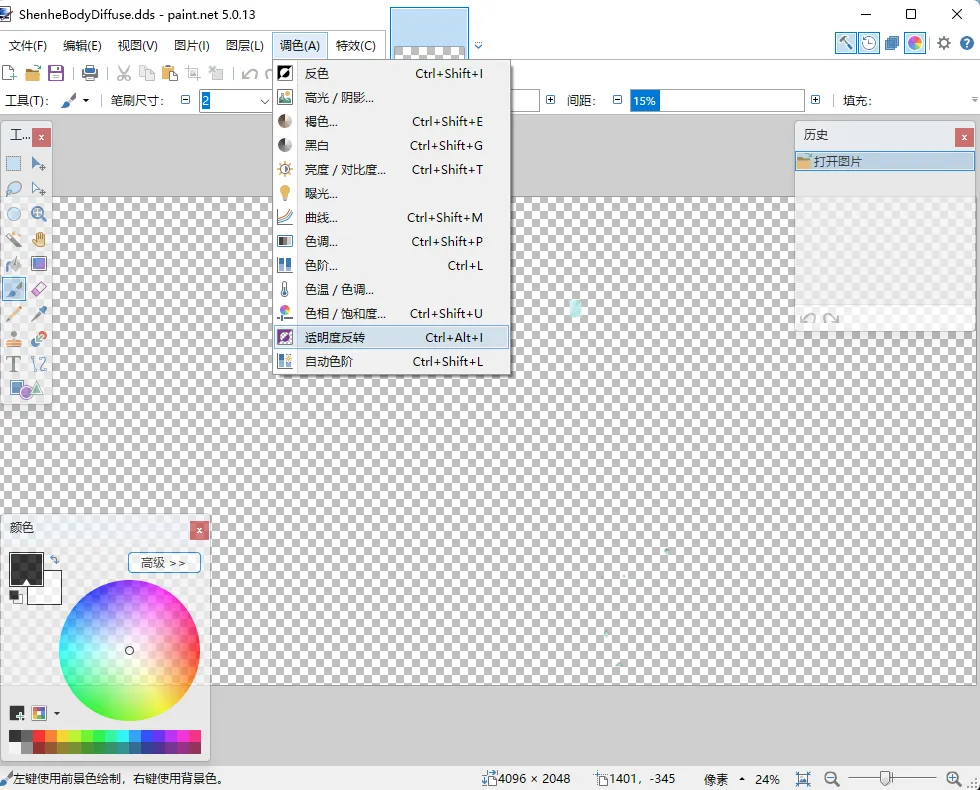 ShenheBodyDiffuse.dds - paint.net 5.0.13
文件(F) 编辑(E) 视图(V) 图片(I) 图层(L) 调色(A) 特效(C)
工具(T): 笔刷尺寸: 2 间距: 15% 填充:
反色 Ctrl+Shift+I
高光 / 阴影...
褐色... Ctrl+Shift+E
黑白 Ctrl+Shift+G
亮度 / 对比度... Ctrl+Shift+T
曝光...
曲线... Ctrl+Shift+M
色调... Ctrl+Shift+P
色阶... Ctrl+L
色温 / 色调...
色相 / 饱和度... Ctrl+Shift+U
透明度反转 Ctrl+Alt+I
自动色阶 Ctrl+Shift+L
工...
历史
打开图片
颜色
高级 >>
左键使用前景色绘制，右键使用背景色。 4096 × 2048 1401, -345 像素 24%